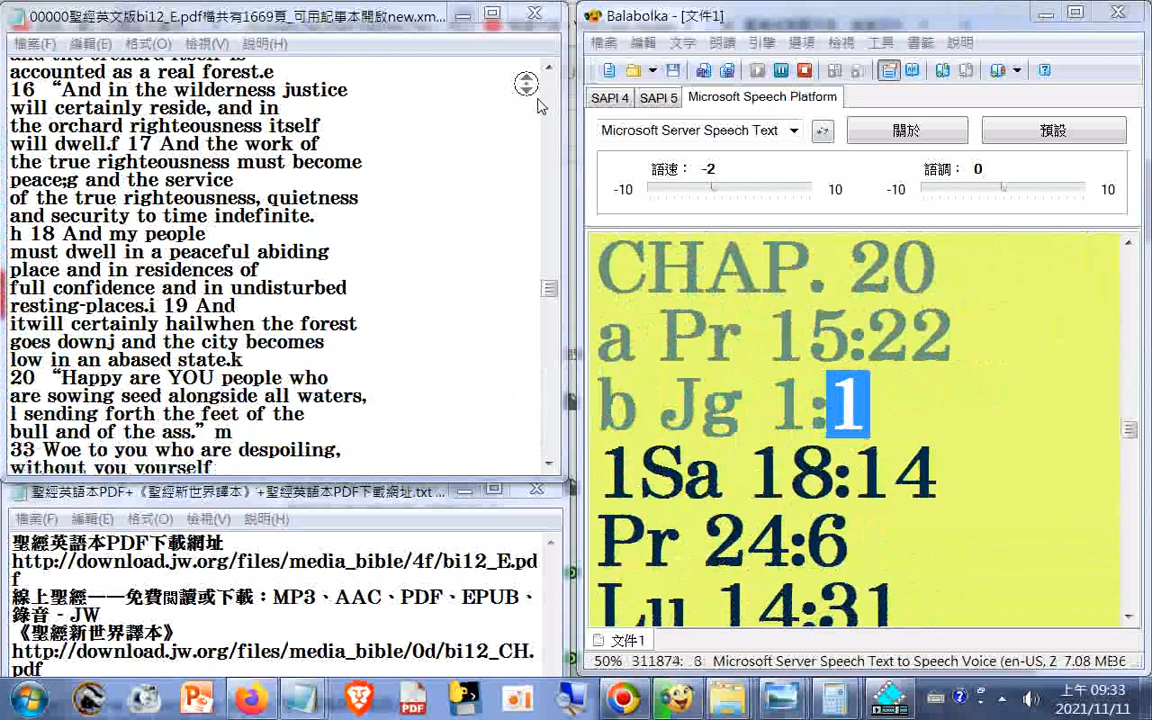 00000聖經英文版bi12_E.pdf檔共有1669頁_可用記事本開啟new.xm...
檔案(F) 編輯(E) 格式(O) 檢視(V) 說明(H)
and the orchard itself is
accounted as a real forest.e
16 “And in the wilderness justice
will certainly reside, and in
the orchard righteousness itself
will dwell.f 17 And the work of
the true righteousness must become
peace;g and the service
of the true righteousness, quietness
and security to time indefinite.
h 18 And my people
must dwell in a peaceful abiding
place and in residences of
full confidence and in undisturbed
resting-places.i 19 And
itwill certainly hailwhen the forest
goes downj and the city becomes
low in an abased state.k
20 “Happy are YOU people who
are sowing seed alongside all waters,
l sending forth the feet of the
bull and of the ass.” m
33 Woe to you who are despoiling,
without you yourself
聖經英語本PDF+《聖經新世界譯本》+聖經英語本PDF下載網址.txt ...
檔案(F) 編輯(E) 格式(O) 檢視(V) 說明(H)
聖經英語本PDF下載網址
http://download.jw.org/files/media_bible/4f/bi12_E.pd
f
線上聖經——免費閱讀或下載：MP3、AAC、PDF、EPUB、
錄音 - JW
《聖經新世界譯本》
http://download.jw.org/files/media_bible/0d/bi12_CH.
pdf
Balabolka - [文件1]
檔案 編輯 文字 朗讀 引擎 選項 檢視 工具 書籤 說明
SAPI 4 SAPI 5 Microsoft Speech Platform
Microsoft Server Speech Text 關於 預設
語速： -2 語調： 0
-10 10 -10 10
CHAP. 20
a Pr 15:22
b Jg 1:1
1Sa 18:14
Pr 24:6
Lu 14:31
文件1
50% 311874: 8 Microsoft Server Speech Text to Speech Voice (en-US, Z 7.08 MB
上午 09:33
2021/11/11